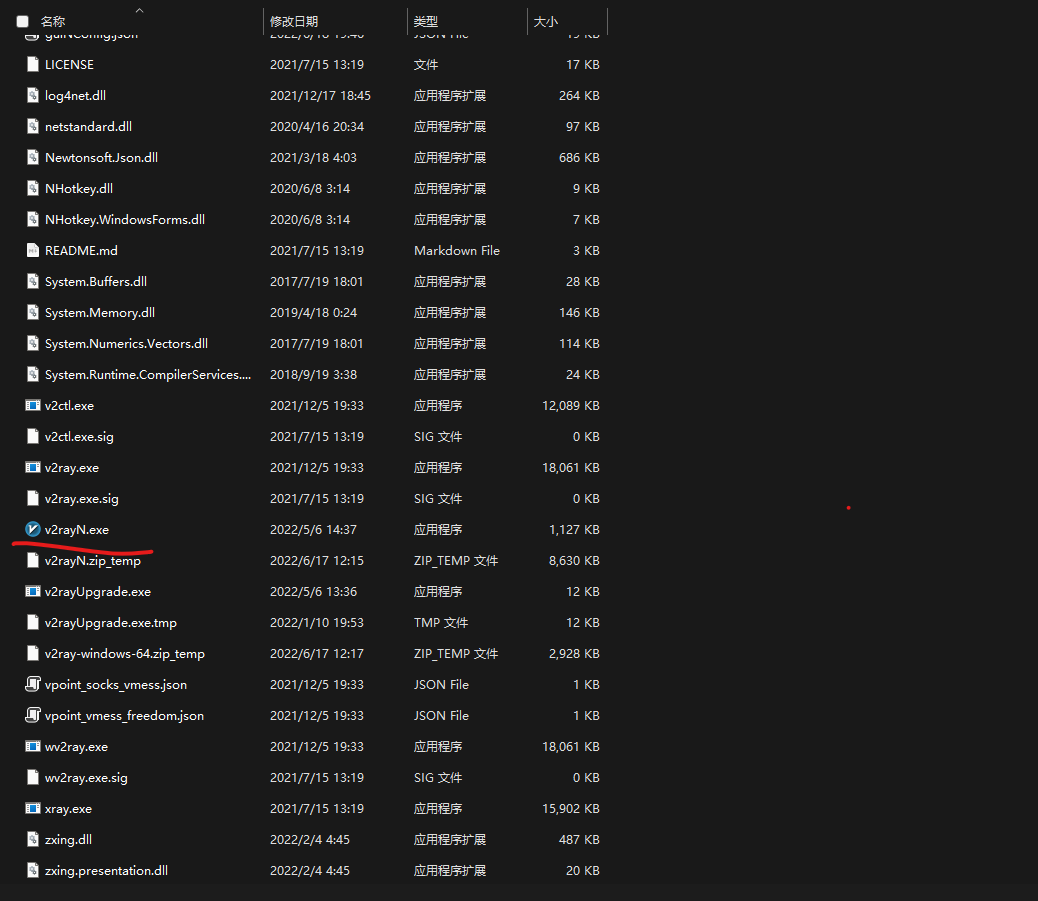 名称 修改日期 类型 大小
guiNConfig.json 2022/6/18 19:40 JSON File 19 KB
LICENSE 2021/7/15 13:19 文件 17 KB
log4net.dll 2021/12/17 18:45 应用程序扩展 264 KB
netstandard.dll 2020/4/16 20:34 应用程序扩展 97 KB
Newtonsoft.Json.dll 2021/3/18 4:03 应用程序扩展 686 KB
NHotkey.dll 2020/6/8 3:14 应用程序扩展 9 KB
NHotkey.WindowsForms.dll 2020/6/8 3:14 应用程序扩展 7 KB
README.md 2021/7/15 13:19 Markdown File 3 KB
System.Buffers.dll 2017/7/19 18:01 应用程序扩展 28 KB
System.Memory.dll 2019/4/18 0:24 应用程序扩展 146 KB
System.Numerics.Vectors.dll 2017/7/19 18:01 应用程序扩展 114 KB
System.Runtime.CompilerServices.... 2018/9/19 3:38 应用程序扩展 24 KB
v2ctl.exe 2021/12/5 19:33 应用程序 12,089 KB
v2ctl.exe.sig 2021/7/15 13:19 SIG 文件 0 KB
v2ray.exe 2021/12/5 19:33 应用程序 18,061 KB
v2ray.exe.sig 2021/7/15 13:19 SIG 文件 0 KB
v2rayN.exe 2022/5/6 14:37 应用程序 1,127 KB
v2rayN.zip_temp 2022/6/17 12:15 ZIP_TEMP 文件 8,630 KB
v2rayUpgrade.exe 2022/5/6 13:36 应用程序 12 KB
v2rayUpgrade.exe.tmp 2022/1/10 19:53 TMP 文件 12 KB
v2ray-windows-64.zip_temp 2022/6/17 12:17 ZIP_TEMP 文件 2,928 KB
vpoint_socks_vmess.json 2021/12/5 19:33 JSON File 1 KB
vpoint_vmess_freedom.json 2021/12/5 19:33 JSON File 1 KB
wv2ray.exe 2021/12/5 19:33 应用程序 18,061 KB
wv2ray.exe.sig 2021/7/15 13:19 SIG 文件 0 KB
xray.exe 2021/7/15 13:19 应用程序 15,902 KB
zxing.dll 2022/2/4 4:45 应用程序扩展 487 KB
zxing.presentation.dll 2022/2/4 4:45 应用程序扩展 20 KB